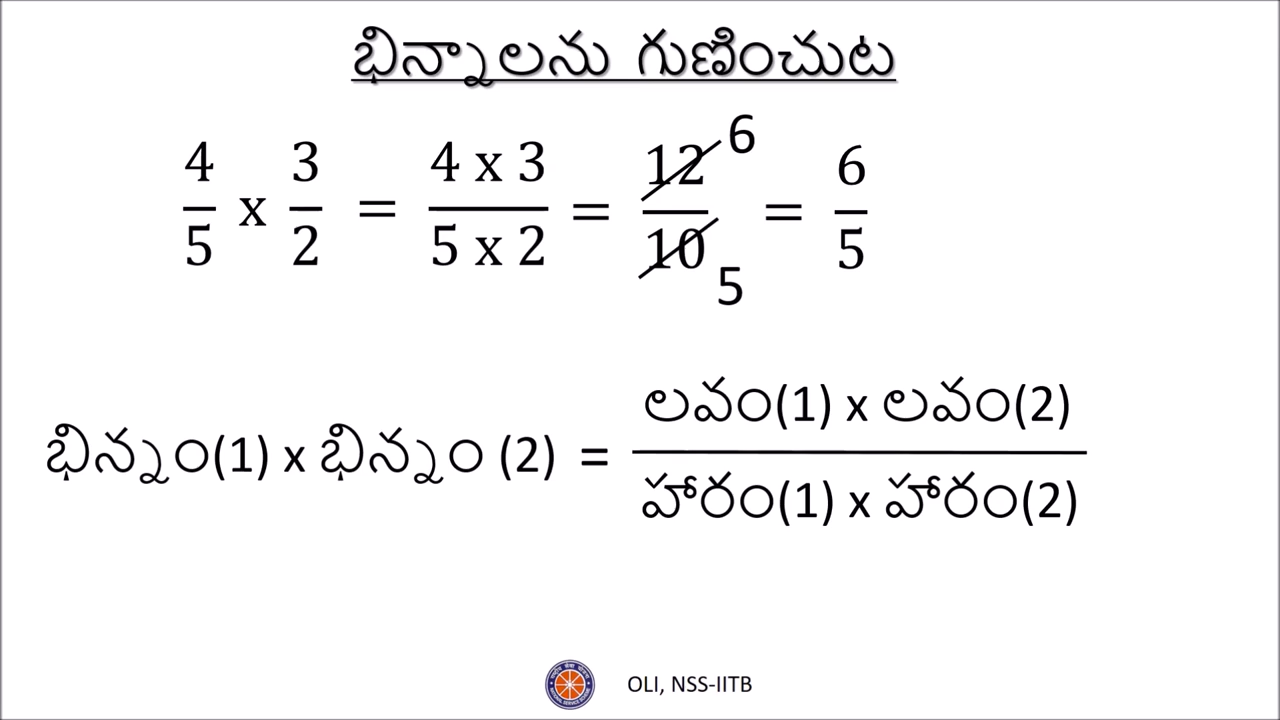 భిన్నాలను గుణించుట
4/5 x 3/2 = 4 x 3/5 x 2 = 12/10 = 6/5
6
5
భిన్నం(1) x భిన్నం (2) = లవం(1) x లవం(2)
హారం(1) x హారం(2)
OLI, NSS-IITB